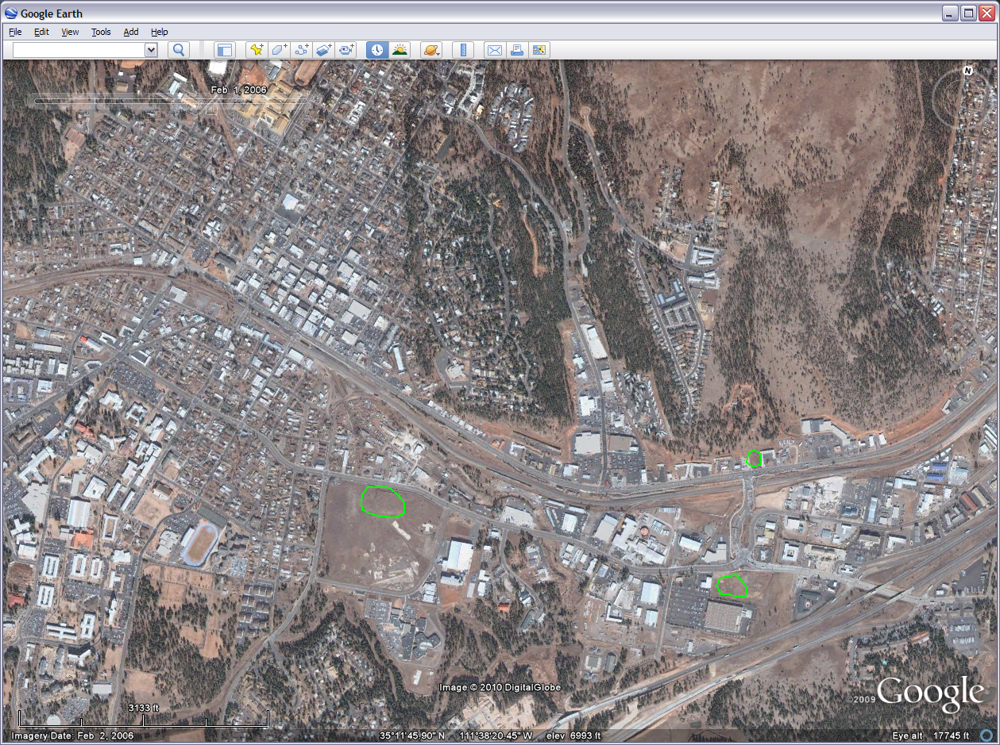 Google Earth
File Edit View Tools Add Help
Feb 1, 2006
N
Image © 2010 DigitalGlobe
©2009 Google
3133 ft
Imagery Date: Feb 2, 2006
35°11'45.90" N 111°38'20.45" W elev 6993 ft
Eye alt 17745 ft